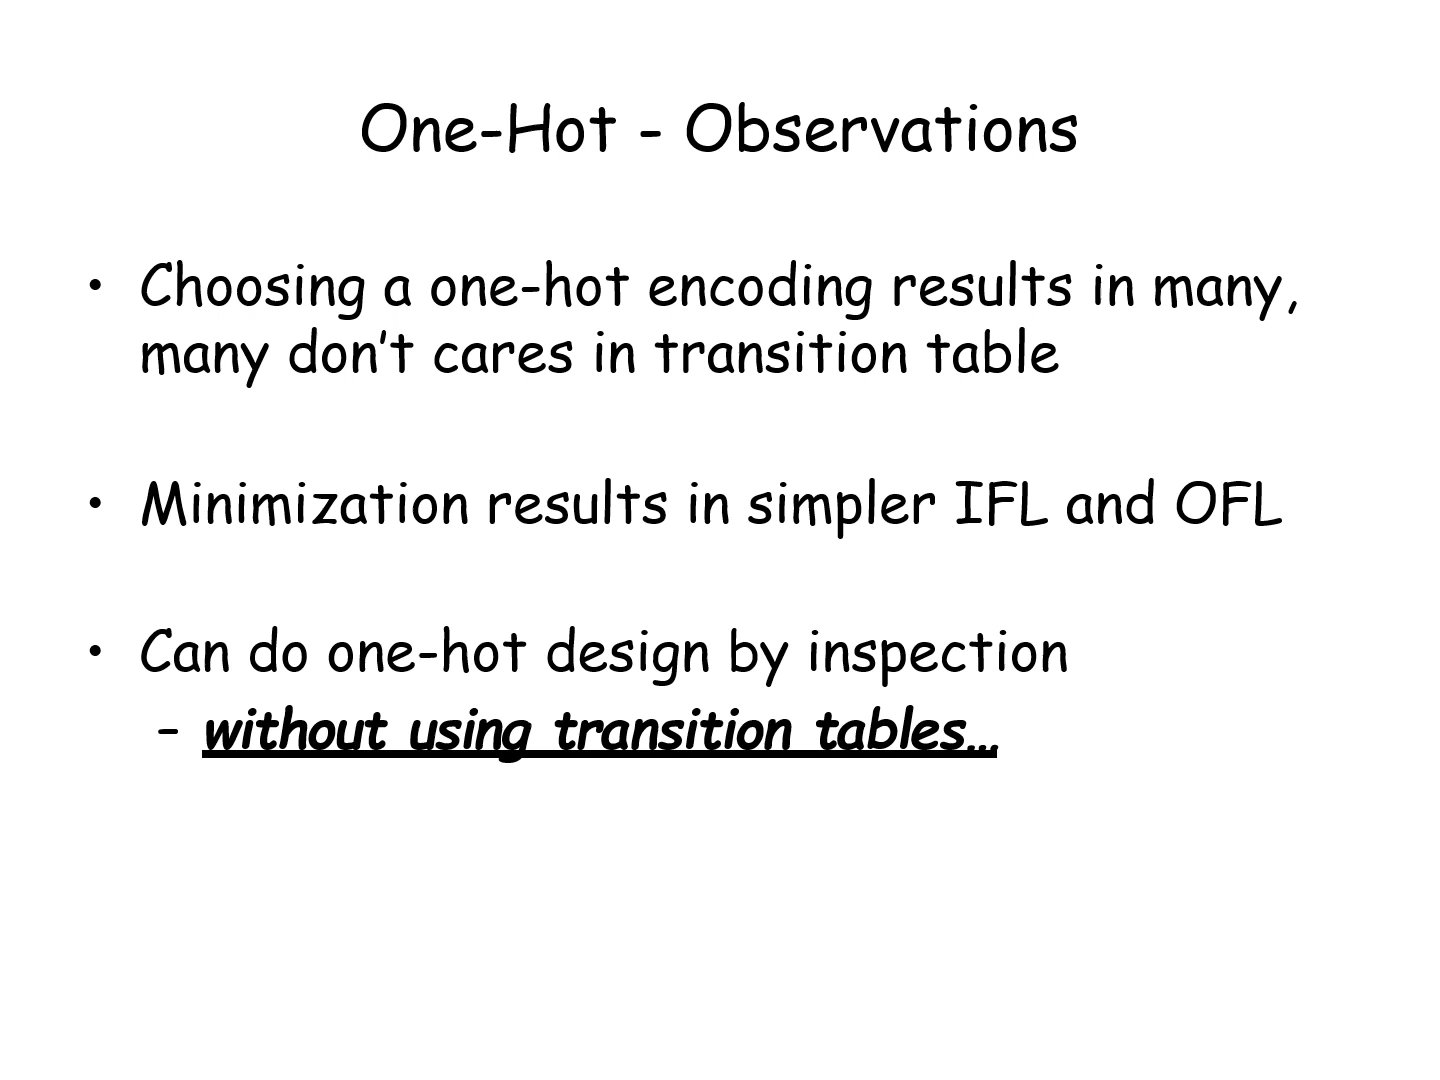 One-Hot - Observations
• Choosing a one-hot encoding results in many,
many don’t cares in transition table
• Minimization results in simpler IFL and OFL
• Can do one-hot design by inspection
– without using transition tables…